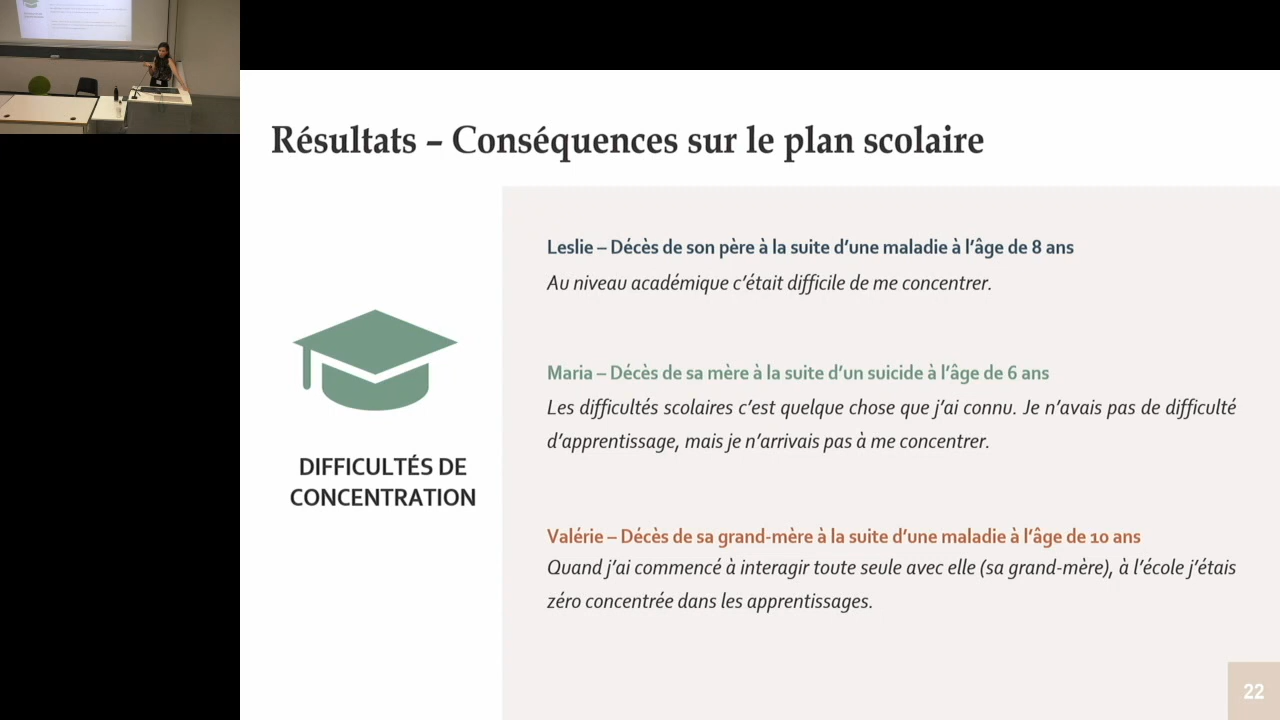 Résultats – Conséquences sur le plan scolaire
DIFFICULTÉS DE
CONCENTRATION
Leslie – Décès de son père à la suite d’une maladie à l’âge de 8 ans
Au niveau académique c’était difficile de me concentrer.
Maria – Décès de sa mère à la suite d’un suicide à l’âge de 6 ans
Les difficultés scolaires c’est quelque chose que j’ai connu. Je n’avais pas de difficulté
d’apprentissage, mais je n’arrivais pas à me concentrer.
Valérie – Décès de sa grand-mère à la suite d’une maladie à l’âge de 10 ans
Quand j’ai commencé à interagir toute seule avec elle (sa grand-mère), à l’école j’étais
zéro concentrée dans les apprentissages.
22